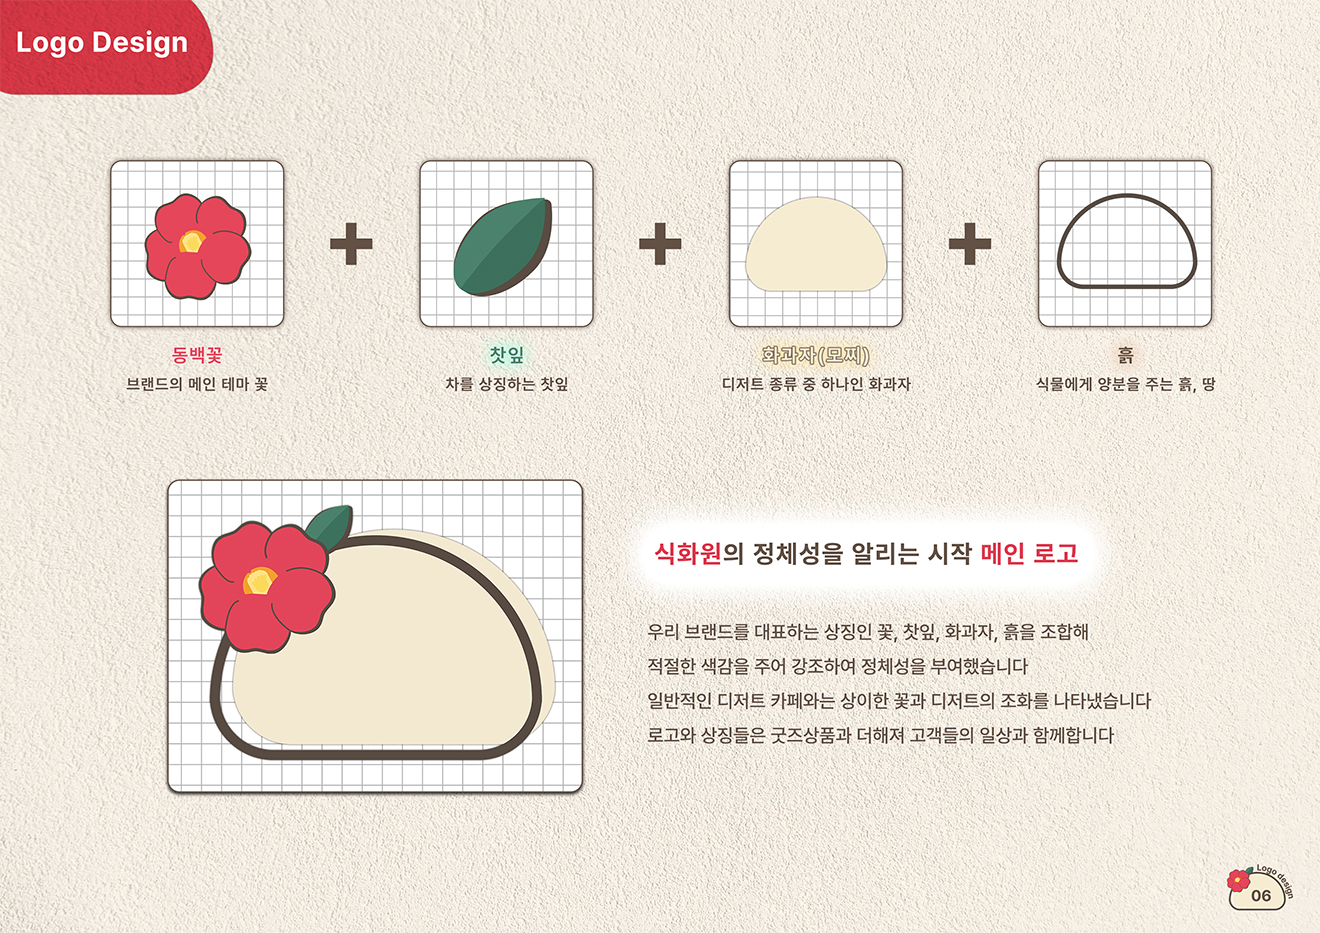 Logo Design
동백꽃
브랜드의 메인 테마 꽃
찻잎
차를 상징하는 찻잎
화과자(모찌)
디저트 종류 중 하나인 화과자
흙
식물에게 양분을 주는 흙, 땅
식화원의 정체성을 알리는 시작 메인 로고
우리 브랜드를 대표하는 상징인 꽃, 찻잎, 화과자, 흙을 조합해
적절한 색감을 주어 강조하여 정체성을 부여했습니다
일반적인 디저트 카페와는 상이한 꽃과 디저트의 조화를 나타냈습니다
로고와 상징들은 굿즈상품과 더해져 고객들의 일상과 함께합니다
Logo design
06